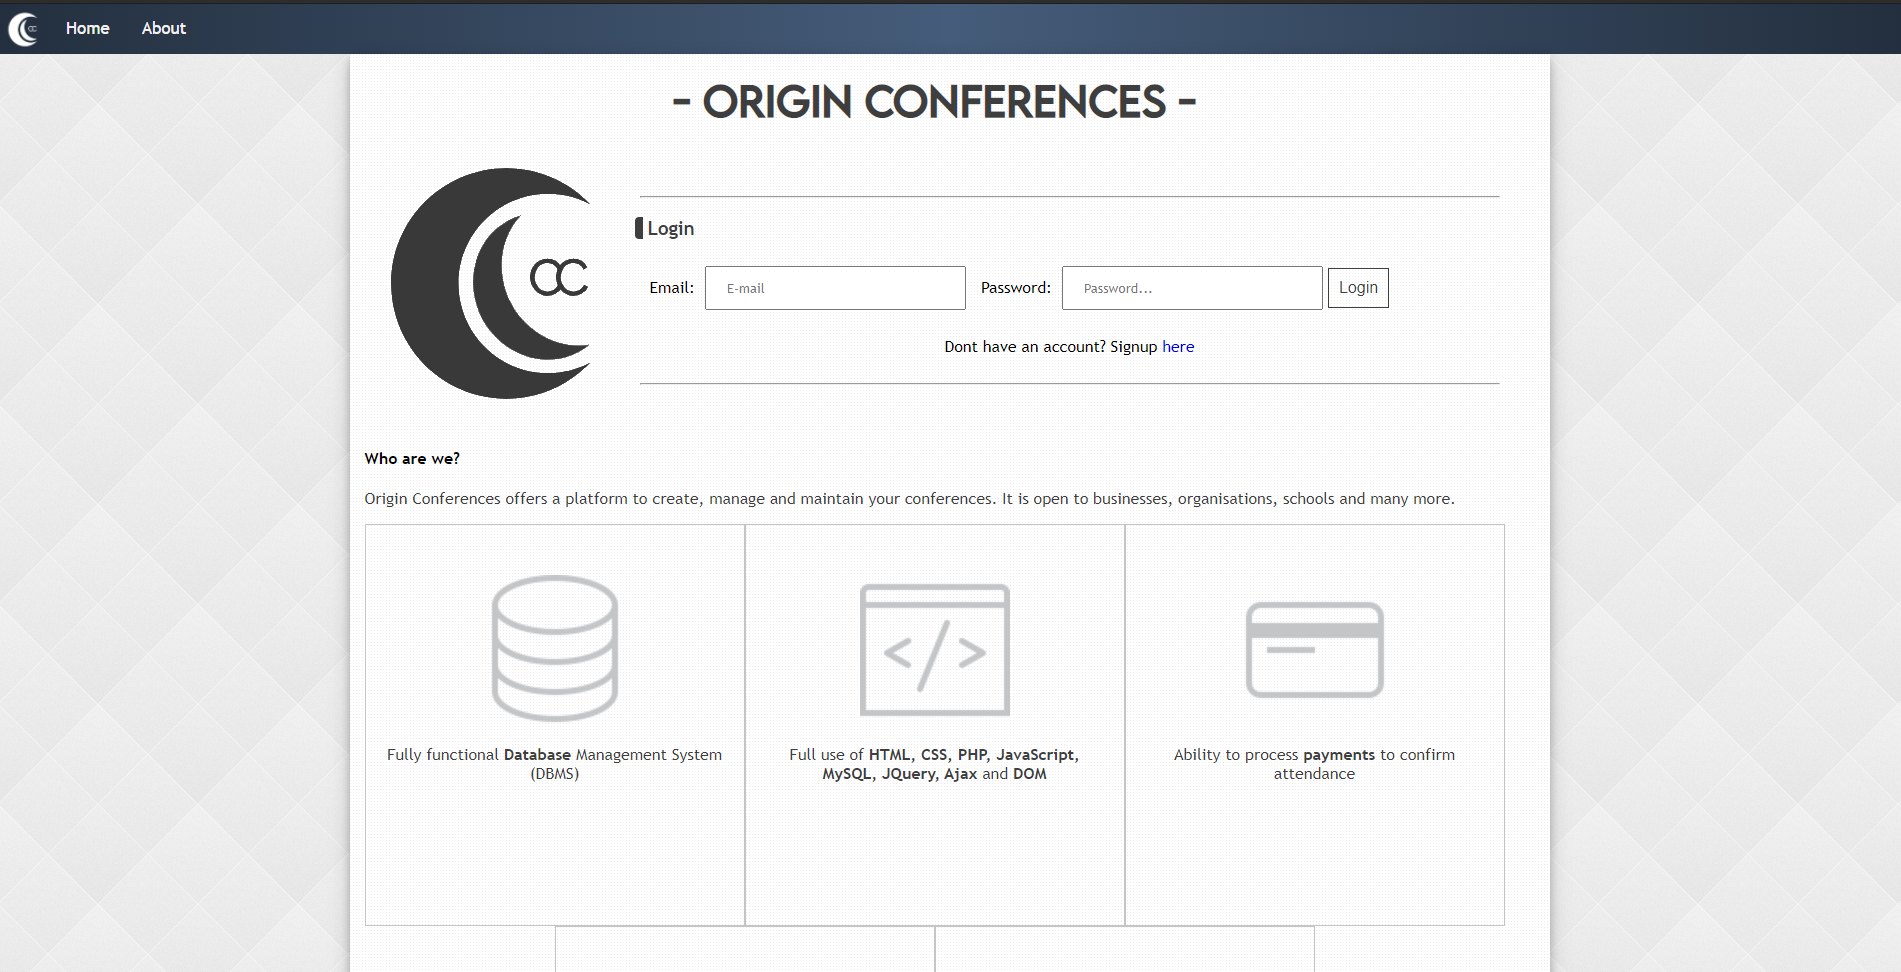 Home About
- ORIGIN CONFERENCES -
OC
Login
Email: E-mail Password: Password... Login
Dont have an account? Signup here
Who are we?
Origin Conferences offers a platform to create, manage and maintain your conferences. It is open to businesses, organisations, schools and many more.
</>
Fully functional Database Management System
(DBMS)
Full use of HTML, CSS, PHP, JavaScript,
MySQL, JQuery, Ajax and DOM
Ability to process payments to confirm
attendance